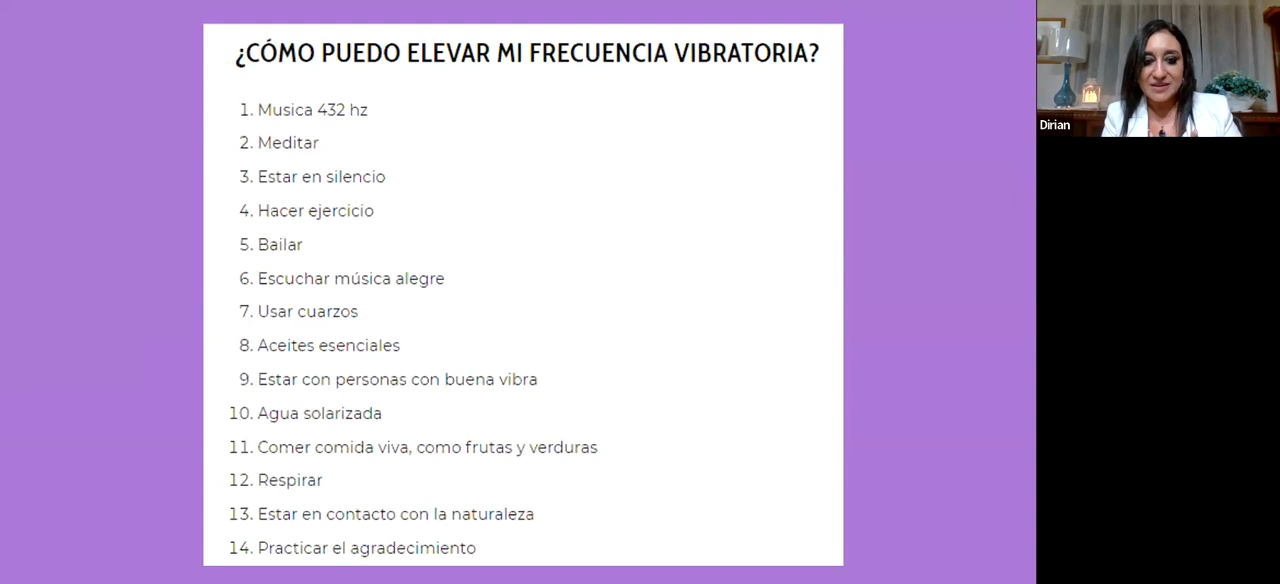 ¿CÓMO PUEDO ELEVAR MI FRECUENCIA VIBRATORIA?
1. Musica 432 hz
2. Meditar
3. Estar en silencio
4. Hacer ejercicio
5. Bailar
6. Escuchar música alegre
7. Usar cuarzos
8. Aceites esenciales
9. Estar con personas con buena vibra
10. Agua solarizada
11. Comer comida viva, como frutas y verduras
12. Respirar
13. Estar en contacto con la naturaleza
14. Practicar el agradecimiento
Dirian